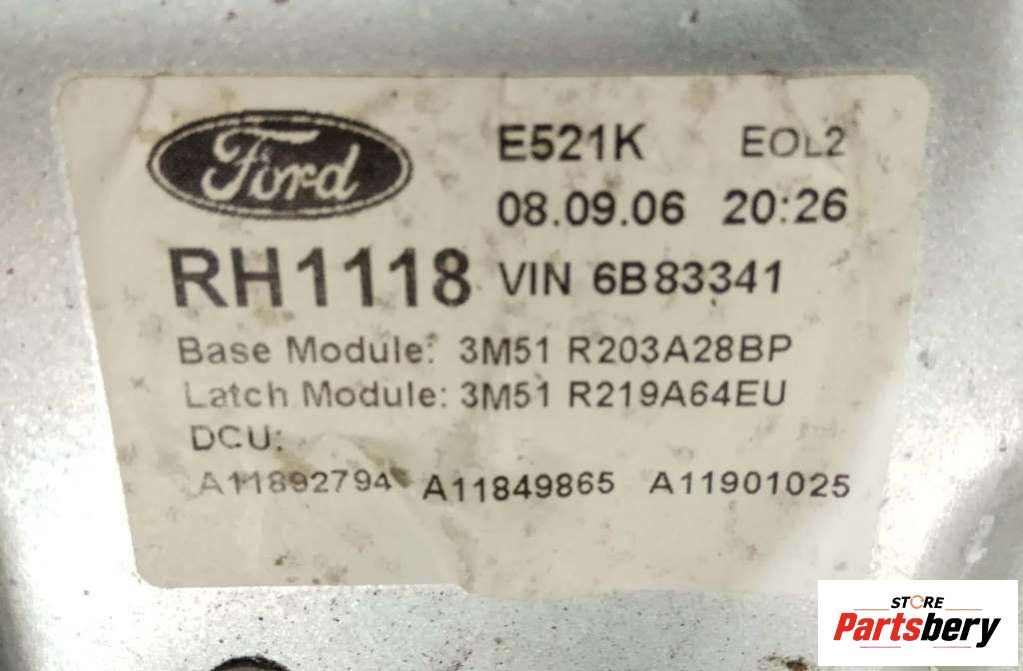 Ford E521K EOL2
08.09.06 20:26
RH1118 VIN 6B83341
Base Module: 3M51 R203A28BP
Latch Module: 3M51 R219A64EU
DCU:
A11892794 A11849865 A11901025
STORE
Partsbery